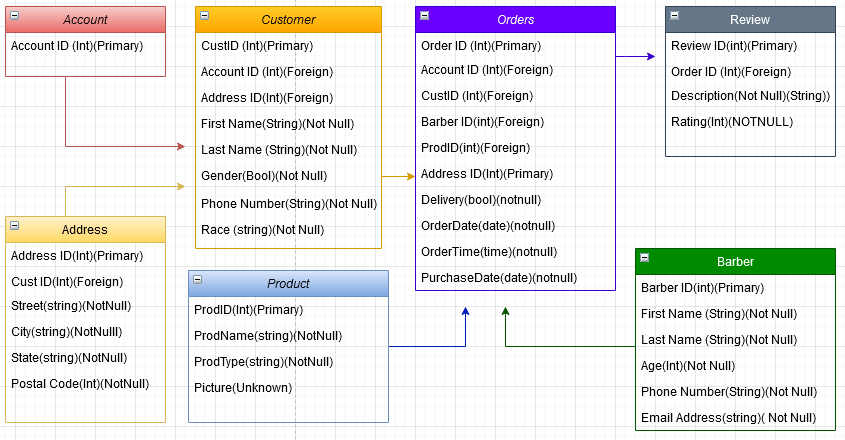 Account
Account ID (Int)(Primary)
Customer
CustID (Int)(Primary)
Account ID (Int)(Foreign)
Address ID(Int)(Foreign)
First Name(String)(Not Null)
Last Name (String)(Not Null)
Gender(Bool)(Not Null)
Phone Number(String)(Not Null)
Race (string)(Not Null)
Orders
Order ID (Int)(Primary)
Account ID (Int)(Foreign)
CustID (Int)(Foreign)
Barber ID(int)(Foreign)
ProdID(int)(Foreign)
Address ID(Int)(Primary)
Delivery(bool)(notnull)
OrderDate(date)(notnull)
OrderTime(time)(notnull)
PurchaseDate(date)(notnull)
Review
Review ID(int)(Primary)
Order ID (Int)(Foreign)
Description(Not Null)(String))
Rating(Int)(NOTNULL)
Address
Address ID(Int)(Primary)
Cust ID(Int)(Foreign)
Street(string)(NotNull)
City(string)(NotNulll)
State(string)(NotNull)
Postal Code(Int)(NotNull)
Product
ProdID(Int)(Primary)
ProdName(string)(NotNull)
ProdType(string)(NotNull)
Picture(Unknown)
Barber
Barber ID(int)(Primary)
First Name (String)(Not Null)
Last Name (String)(Not Null)
Age(Int)(Not Null)
Phone Number(String)(Not Null)
Email Address(string)( Not Null)